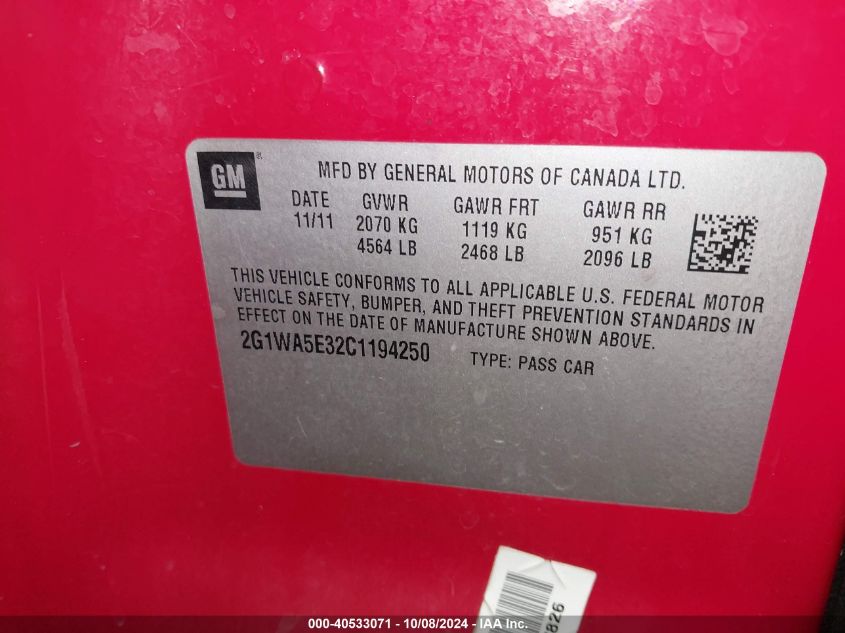 GM
MFD BY GENERAL MOTORS OF CANADA LTD.
DATE GVWR GAWR FRT GAWR RR
11/11 2070 KG 1119 KG 951 KG
4564 LB 2468 LB 2096 LB
THIS VEHICLE CONFORMS TO ALL APPLICABLE U.S. FEDERAL MOTOR
VEHICLE SAFETY, BUMPER, AND THEFT PREVENTION STANDARDS IN
EFFECT ON THE DATE OF MANUFACTURE SHOWN ABOVE.
2G1WA5E32C1194250 TYPE: PASS CAR
826
000-40533071 - 10/08/2024 - IAA Inc.